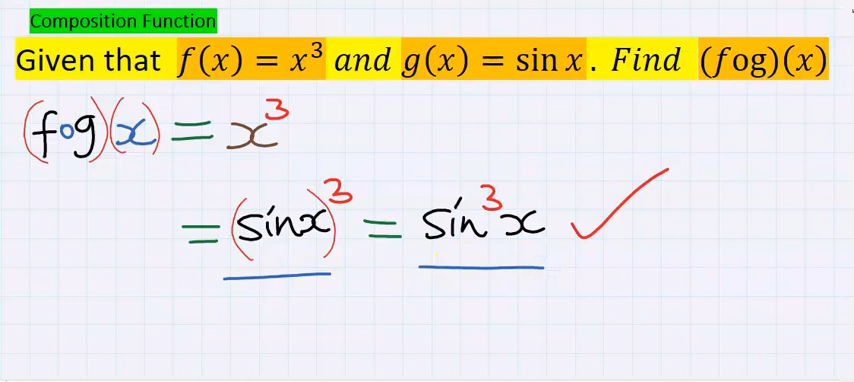 Composition Function
Given that f(x) = x³ and g(x) = sin x. Find (fog)(x)
(fog)(x) = x³
= (sinx)³ = sin³x ✓